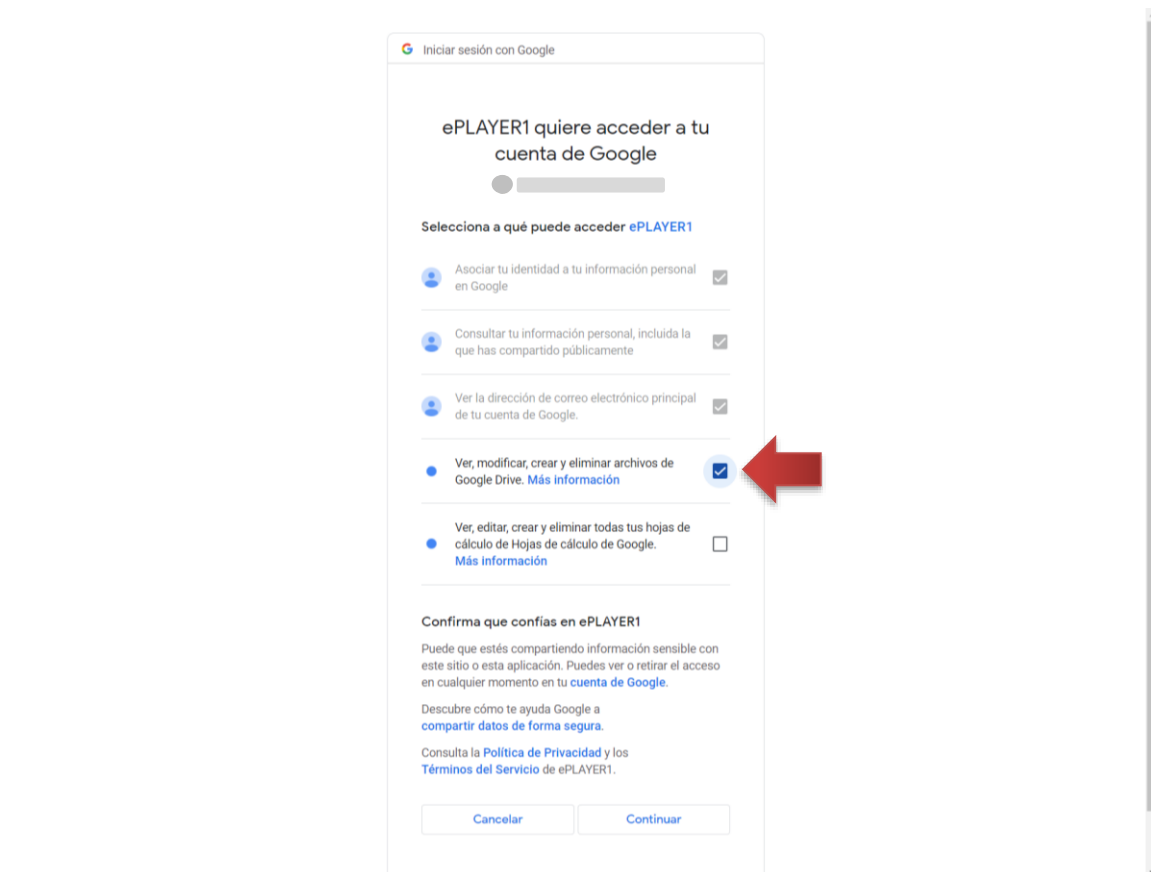 Iniciar sesión con Google
ePLAYER1 quiere acceder a tu
cuenta de Google
Selecciona a qué puede acceder ePLAYER1
Asociar tu identidad a tu información personal
en Google
Consultar tu información personal, incluida la
que has compartido públicamente
Ver la dirección de correo electrónico principal
de tu cuenta de Google.
Ver, modificar, crear y eliminar archivos de
Google Drive. Más información
Ver, editar, crear y eliminar todas tus hojas de
cálculo de Hojas de cálculo de Google.
Más información
Confirma que confías en ePLAYER1
Puede que estés compartiendo información sensible con
este sitio o esta aplicación. Puedes ver o retirar el acceso
en cualquier momento en tu cuenta de Google.
Descubre cómo te ayuda Google a
compartir datos de forma segura.
Consulta la Política de Privacidad y los
Términos del Servicio de ePLAYER1.
Cancelar
Continuar